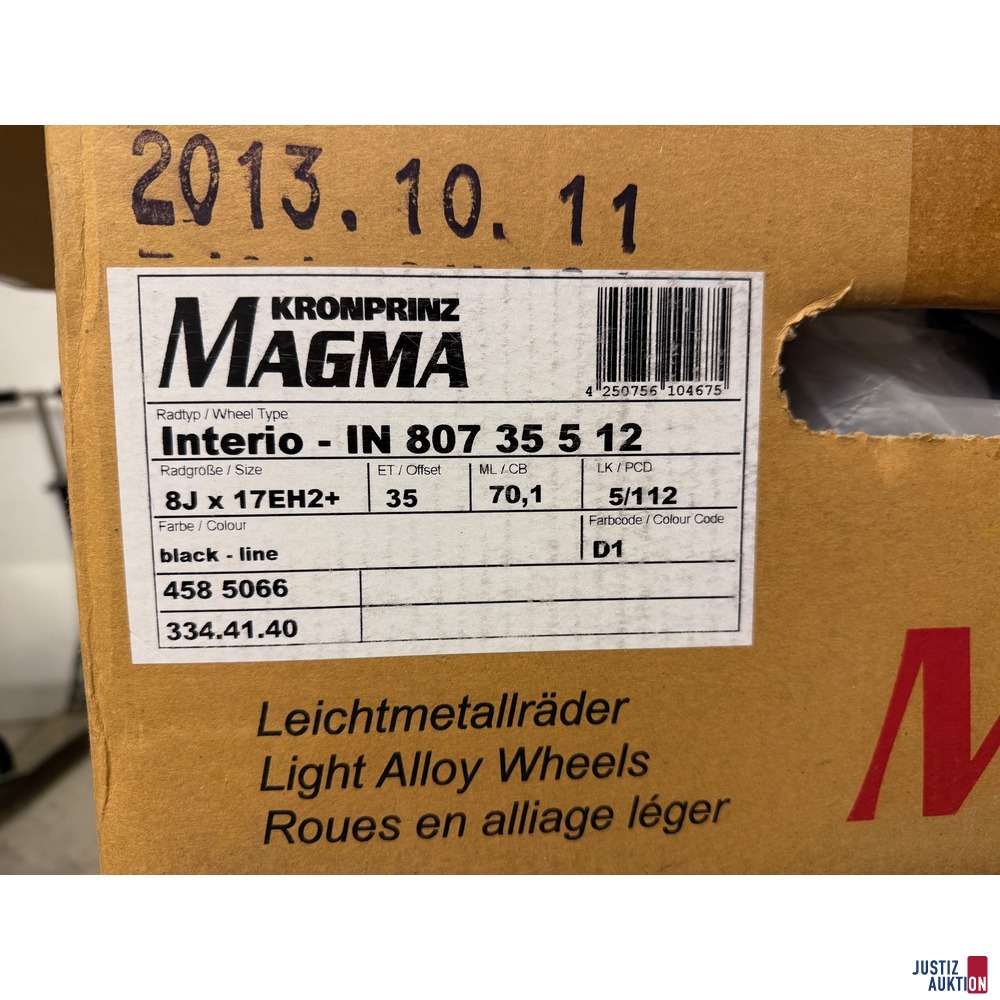 2013. 10. 11
KRONPRINZ
MAGMA
4 250756 104675
Radtyp / Wheel Type
Interio - IN 807 35 5 12
Radgröße / Size
ET / Offset
ML / CB
LK / PCD
8J x 17EH2+
35
70,1
5/112
Farbe / Colour
Farbcode / Colour Code
black - line
D1
458 5066
334.41.40
Leichtmetallräder
Light Alloy Wheels
Roues en alliage léger
M
JUSTIZ
AUKTION